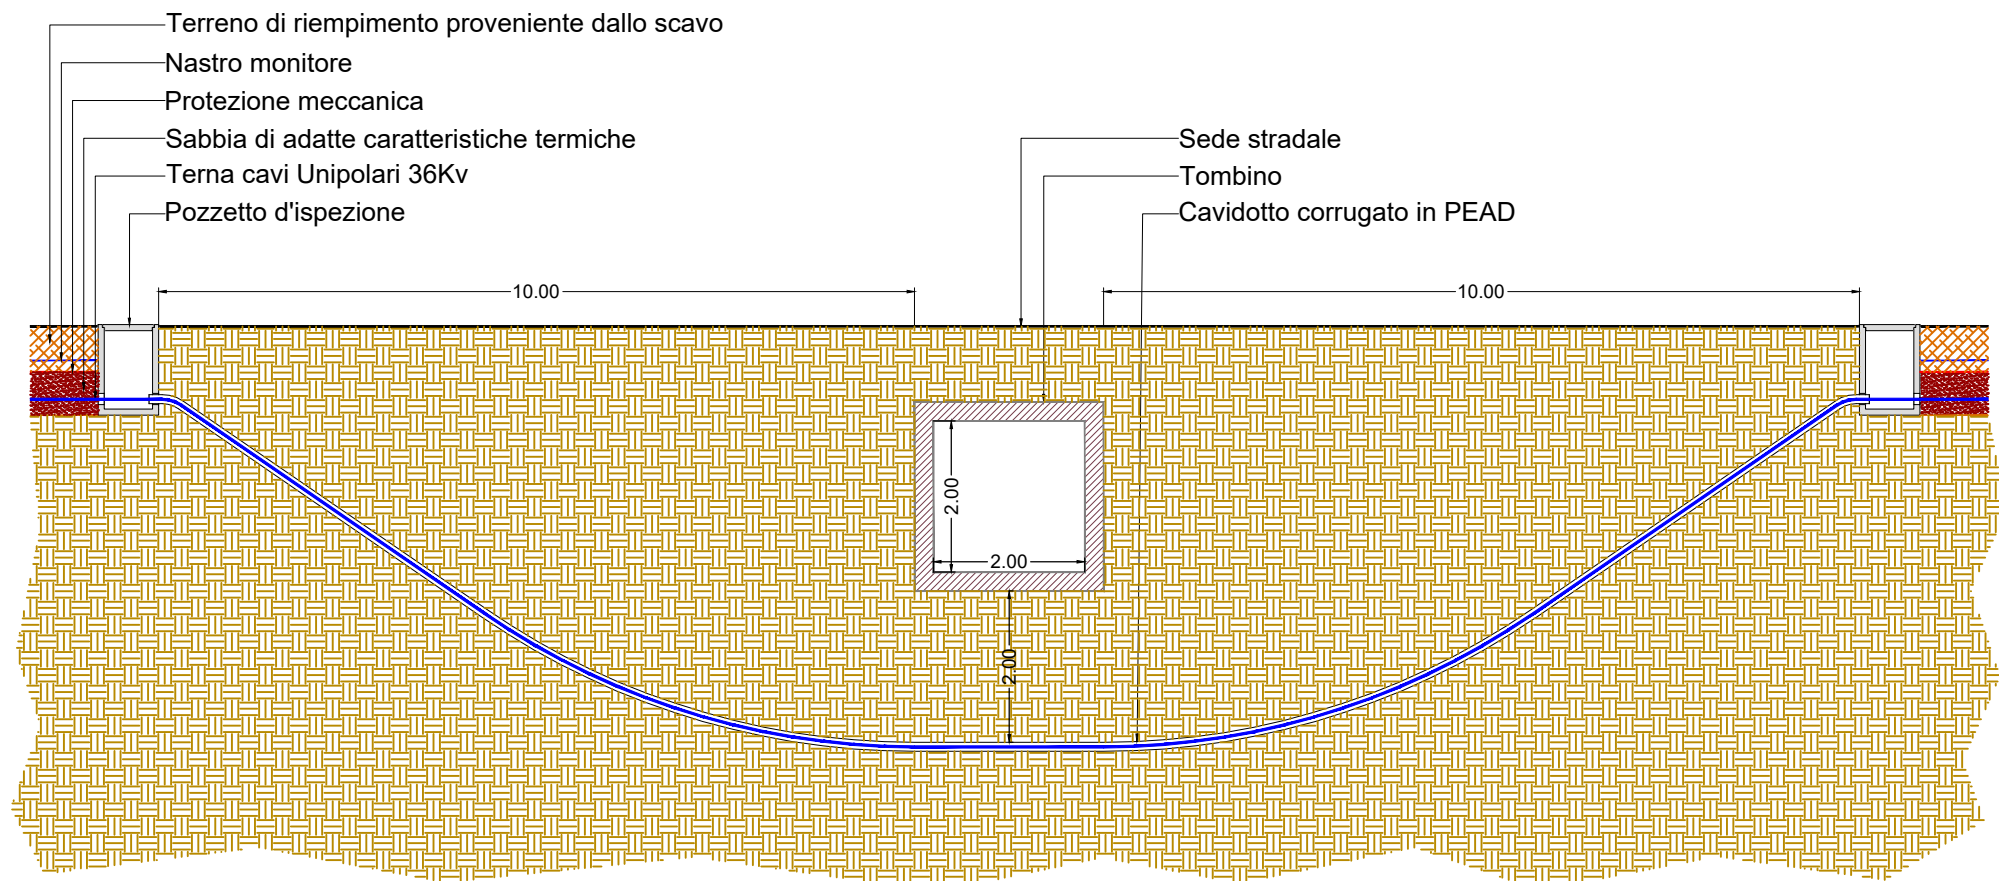 Terreno di riempimento proveniente dallo scavo
Nastro monitore
Protezione meccanica
Sabbia di adatte caratteristiche termiche
Terna cavi Unipolari 36Kv
Pozzetto d'ispezione
Sede stradale
Tombino
Cavidotto corrugato in PEAD
10.00
10.00
2.00
2.00
2.00